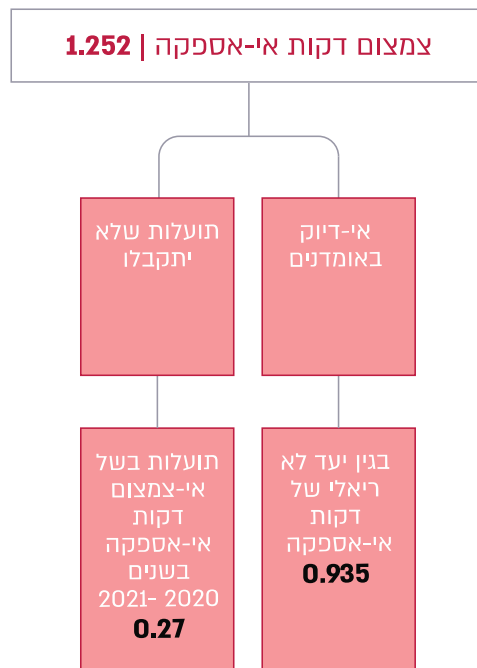 צמצום דקות אי-אספקה | 1.252
אי-דיוק
באומדנים
תועלות שלא
יתקבלו
בגין יעד לא
ריאלי של
דקות
אי-אספקה
0.935
תועלות בשל
אי-צמצום
דקות
אי-אספקה
בשנים
2020 -2021
0.27